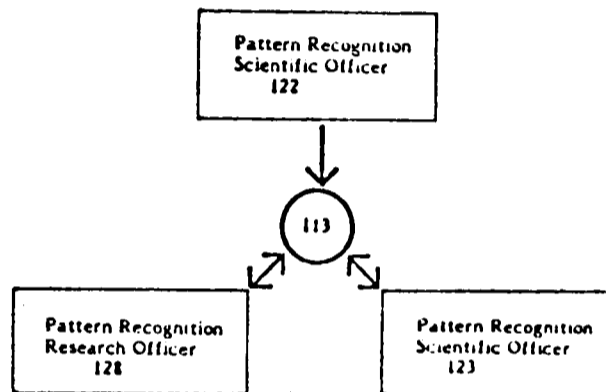 Pattern Recognition
Scientific Officer
122
113
Pattern Recognition
Research Officer
128
Pattern Recognition
Scientific Officer
123